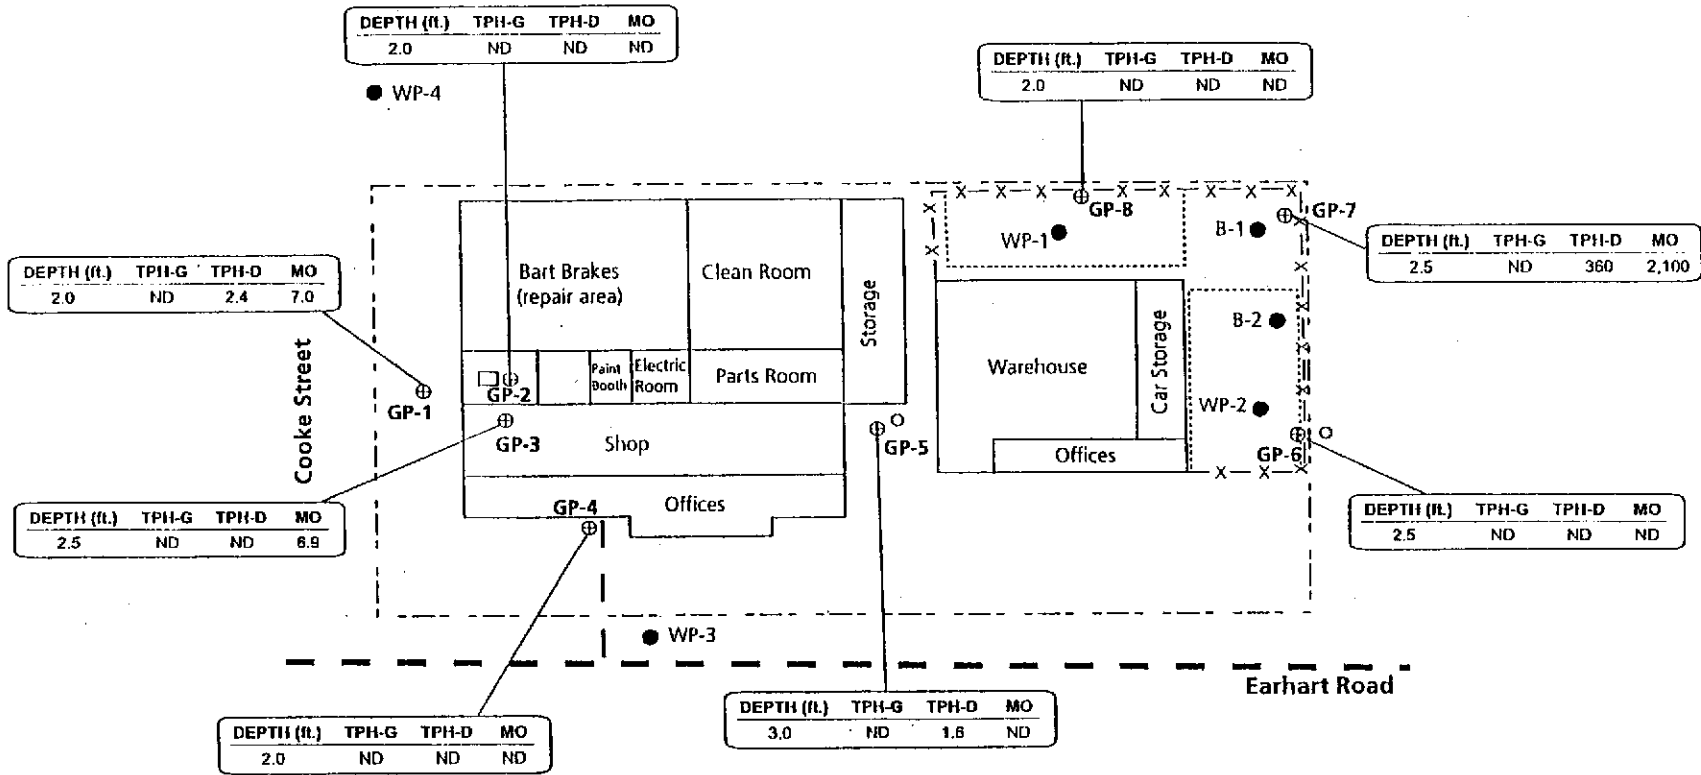 DEPTH (ft.) TPH-G TPH-D MO
2.0 ND ND ND
WP-4
DEPTH (ft.) TPH-G TPH-D MO
2.0 ND ND ND
GP-8
WP-1
B-1
GP-7
DEPTH (ft.) TPH-G TPH-D MO
2.5 ND 360 2,100
DEPTH (ft.) TPH-G TPH-D MO
2.0 ND 2.4 7.0
Bart Brakes
(repair area)
Clean Room
Storage
B-2
Cooke Street
GP-1
GP-2
Paint
Booth
Electric
Room
Parts Room
Warehouse
Car Storage
WP-2
GP-3
Shop
GP-5
Offices
GP-6
GP-4
Offices
DEPTH (ft.) TPH-G TPH-D MO
2.5 ND ND 6.9
DEPTH (ft.) TPH-G TPH-D MO
2.5 ND ND ND
WP-3
Earhart Road
DEPTH (ft.) TPH-G TPH-D MO
2.0 ND ND ND
DEPTH (ft.) TPH-G TPH-D MO
3.0 ND ND